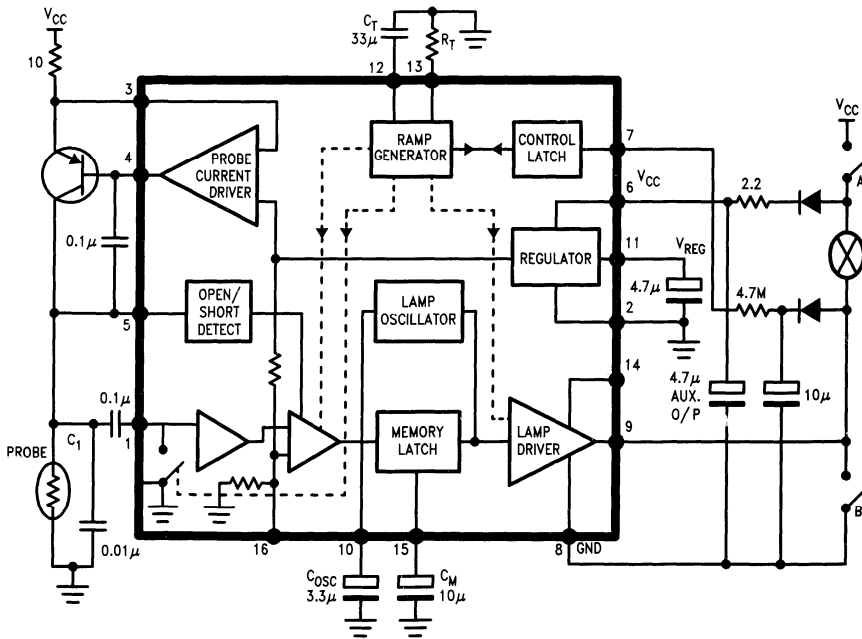 VCC
10
CT
33μ
RT
12
13
3
7
VCC
4
RAMP
GENERATOR
CONTROL
LATCH
A
PROBE
CURRENT
DRIVER
6
VCC
2.2
0.1μ
11
VREG
REGULATOR
4.7μ
5
OPEN/
SHORT
DETECT
LAMP
OSCILLATOR
2
4.7M
14
0.1μ
4.7μ
AUX.
O/P
10μ
C1
1
PROBE
MEMORY
LATCH
LAMP
DRIVER
9
B
0.01μ
16
10
15
8
GND
COSC
3.3μ
CM
10μ